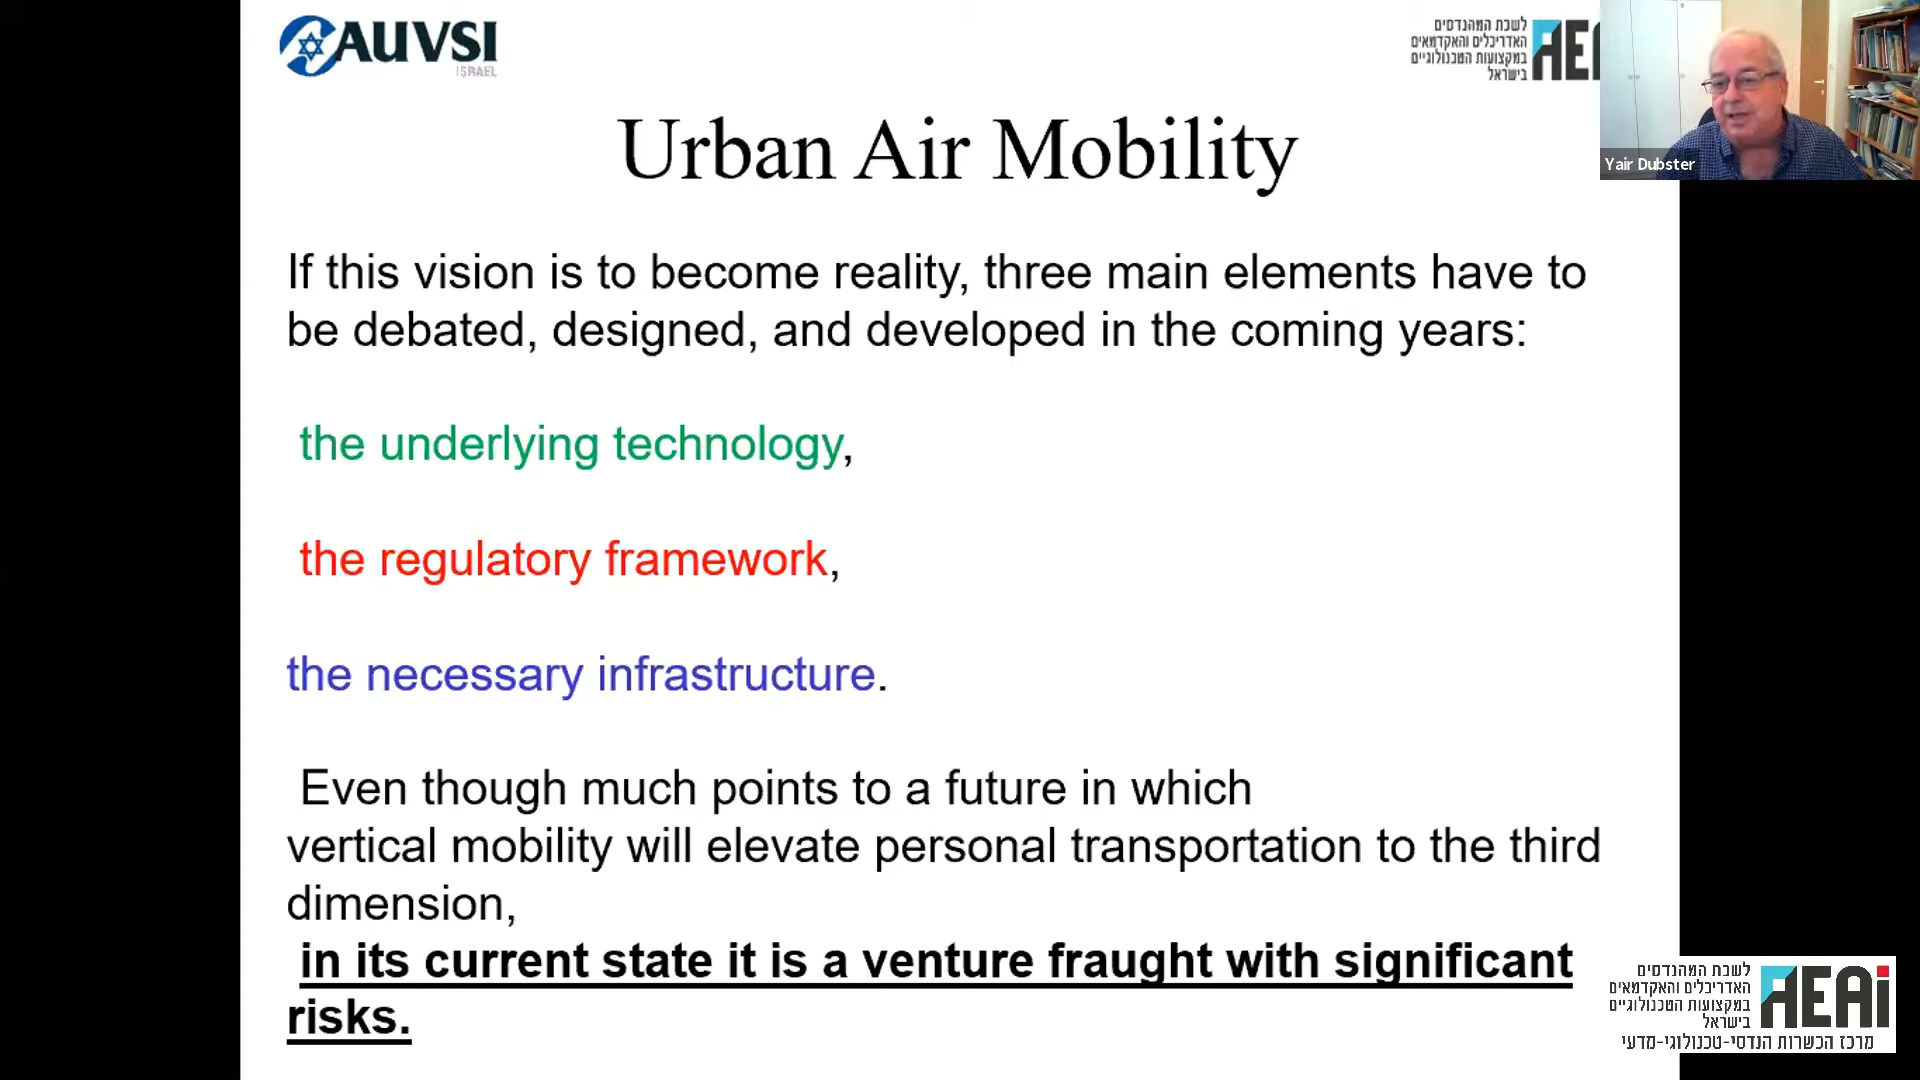 AUVSI
ISRAEL
לשכת המהנדסים
האדריכלים והאקדמאים
במקצועות הטכנולוגיים
בישראל
AE
Yair Dubster
Urban Air Mobility
If this vision is to become reality, three main elements have to
be debated, designed, and developed in the coming years:
the underlying technology,
the regulatory framework,
the necessary infrastructure.
Even though much points to a future in which
vertical mobility will elevate personal transportation to the third
dimension,
in its current state it is a venture fraught with significant
risks.
לשכת המהנדסים
האדריכלים והאקדמאים
במקצועות הטכנולוגיים
בישראל
AEAi
מרכז הכשרות הנדסי-טכנולוגי-מדעי